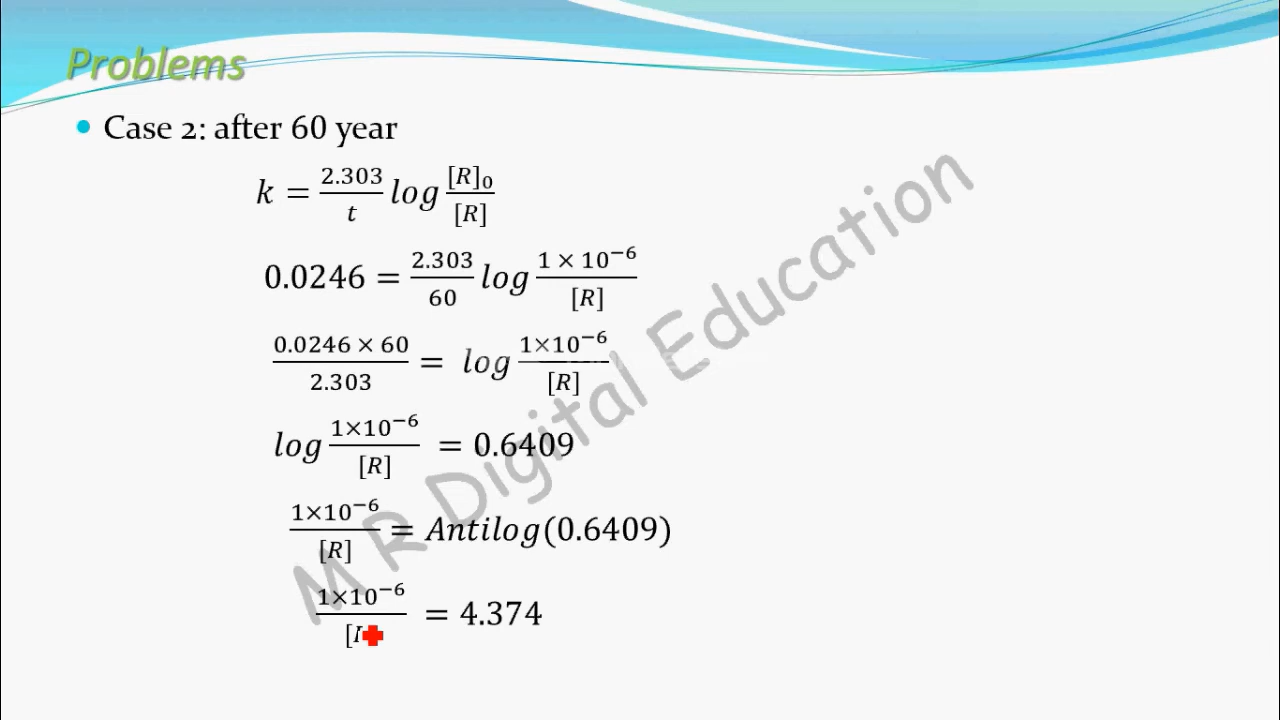 Problems
• Case 2: after 60 year
k = 2.303/t log [R]₀/[R]
0.0246 = 2.303/60 log 1 × 10⁻⁶/[R]
0.0246 × 60/2.303 = log 1×10⁻⁶/[R]
log 1×10⁻⁶/[R] = 0.6409
1×10⁻⁶/[R] = Antilog(0.6409)
1×10⁻⁶/[ = 4.374
M R Digital Education